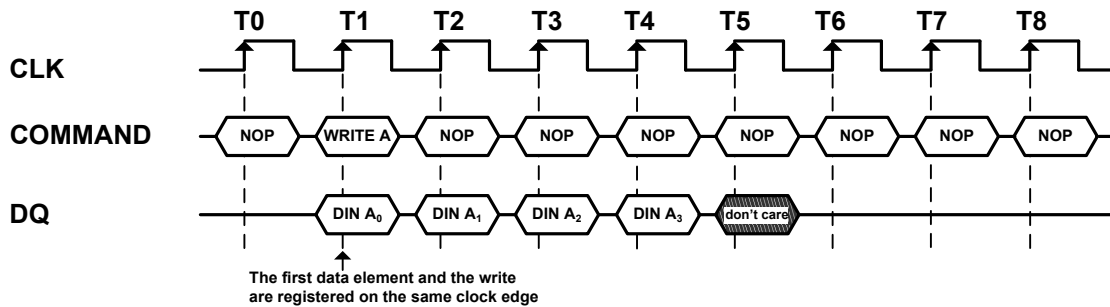 T0 T1 T2 T3 T4 T5 T6 T7 T8
CLK
COMMAND NOP WRITE A NOP NOP NOP NOP NOP NOP NOP
DQ DIN A0 DIN A1 DIN A2 DIN A3 don't care
The first data element and the write
are registered on the same clock edge